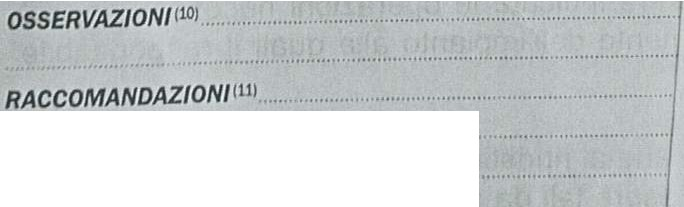 OSSERVAZIONI (10)
RACCOMANDAZIONI (11)